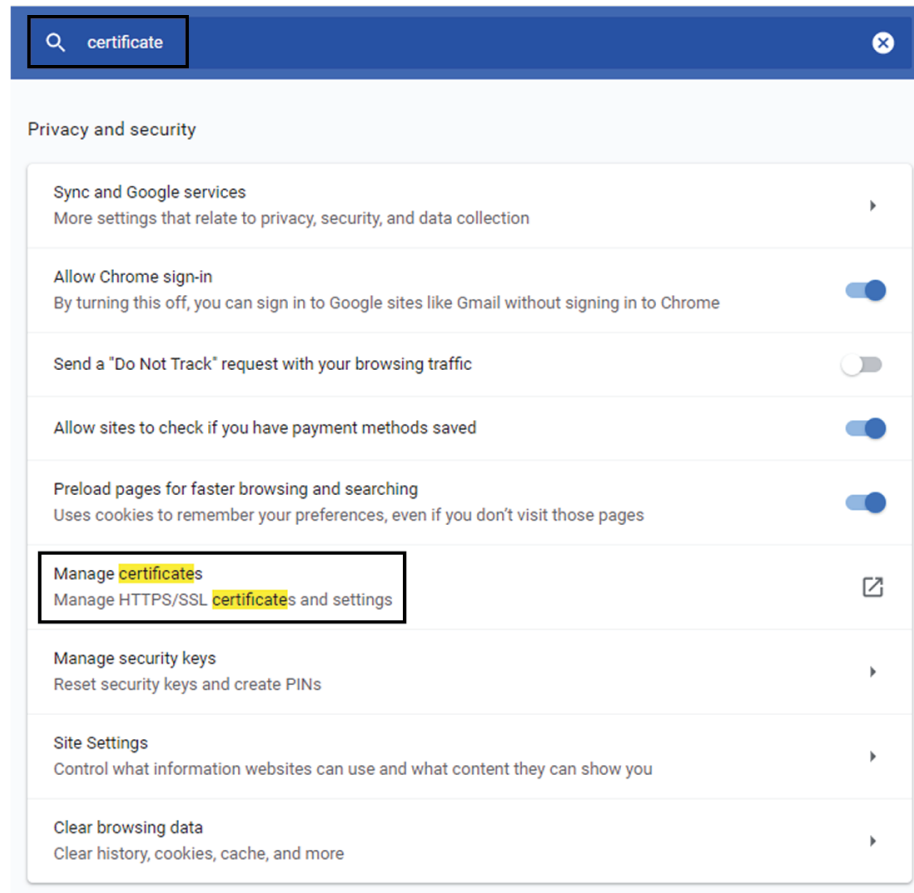 certificate
Privacy and security
Sync and Google services
More settings that relate to privacy, security, and data collection
Allow Chrome sign-in
By turning this off, you can sign in to Google sites like Gmail without signing in to Chrome
Send a "Do Not Track" request with your browsing traffic
Allow sites to check if you have payment methods saved
Preload pages for faster browsing and searching
Uses cookies to remember your preferences, even if you don't visit those pages
Manage certificates
Manage HTTPS/SSL certificates and settings
Manage security keys
Reset security keys and create PINs
Site Settings
Control what information websites can use and what content they can show you
Clear browsing data
Clear history, cookies, cache, and more